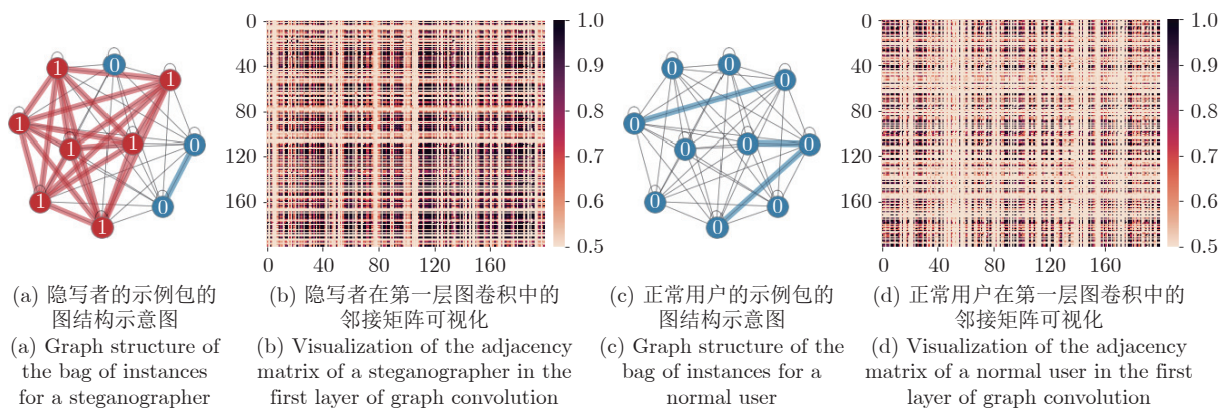 1 0
1
1
1 1 0
1 0
1
0
40
80
120
160
0 40 80 120 160
1.0
0.9
0.8
0.7
0.6
0.5
0 0
0
0
0 0 0
0 0
0
0
40
80
120
160
0 40 80 120 160
1.0
0.9
0.8
0.7
0.6
0.5
(a) 隐写者的示例包的
图结构示意图
(a) Graph structure of
the bag of instances
for a steganographer
(b) 隐写者在第一层图卷积中的
邻接矩阵可视化
(b) Visualization of the adjacency
matrix of a steganographer in the
first layer of graph convolution
(c) 正常用户的示例包的
图结构示意图
(c) Graph structure of the
bag of instances for a
normal user
(d) 正常用户在第一层图卷积中的
邻接矩阵可视化
(d) Visualization of the adjacency
matrix of a normal user in the first
layer of graph convolution